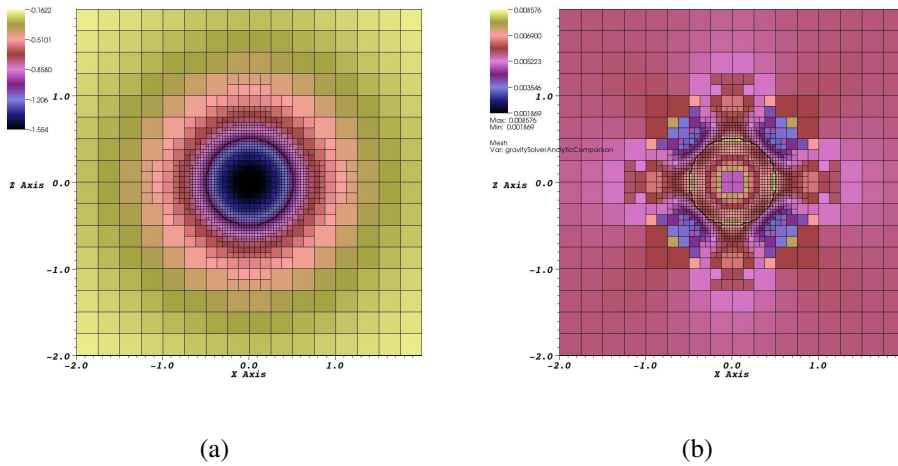 -0.1622
-0.5101
-0.8580
-1.206
-1.554
1.0
Z Axis 0.0
-1.0
-2.0
-2.0 -1.0 0.0 1.0
X Axis
(a)
0.008576
0.006900
0.005223
0.003546
0.001869
Max: 0.008576
Min: 0.001869
Mesh
Var: gravitySolverAnalyticComparison
1.0
Z Axis 0.0
-1.0
-2.0
-2.0 -1.0 0.0 1.0
X Axis
(b)